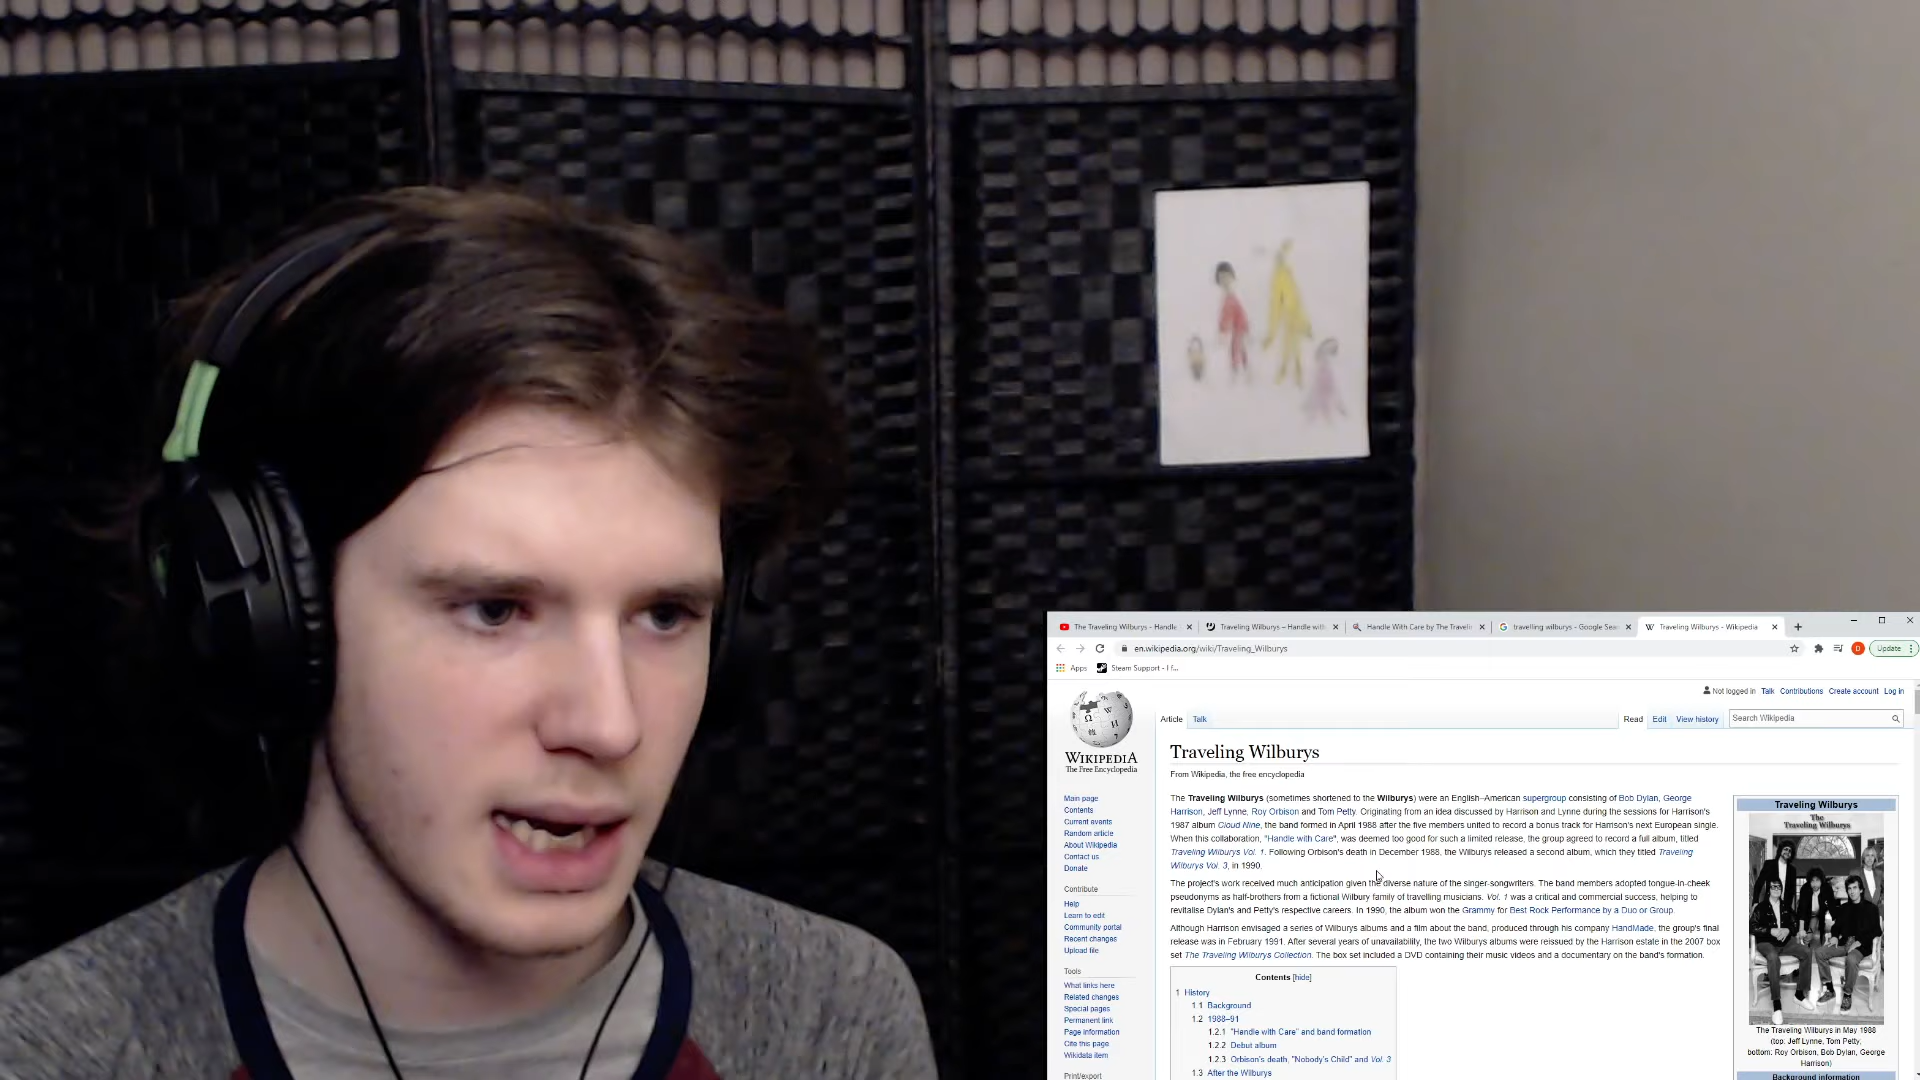 The Traveling Wilburys - Handle
Traveling Wilburys – Handle with
Handle With Care by The Traveli
travelling wilburys - Google Sea
Traveling Wilburys - Wikipedia
en.wikipedia.org/wiki/Traveling_Wilburys
D
Update
Apps
Steam Support - I f...
Not logged in Talk Contributions Create account Log in
Article Talk
Read Edit View history
Search Wikipedia
WIKIPEDIA
The Free Encyclopedia
Main page
Contents
Current events
Random article
About Wikipedia
Contact us
Donate
Contribute
Help
Learn to edit
Community portal
Recent changes
Upload file
Tools
What links here
Related changes
Special pages
Permanent link
Page information
Cite this page
Wikidata item
Print/export
Traveling Wilburys
From Wikipedia, the free encyclopedia
The Traveling Wilburys (sometimes shortened to the Wilburys) were an English–American supergroup consisting of Bob Dylan, George
Harrison, Jeff Lynne, Roy Orbison and Tom Petty. Originating from an idea discussed by Harrison and Lynne during the sessions for Harrison's
1987 album Cloud Nine, the band formed in April 1988 after the five members united to record a bonus track for Harrison's next European single.
When this collaboration, "Handle with Care", was deemed too good for such a limited release, the group agreed to record a full album, titled
Traveling Wilburys Vol. 1. Following Orbison's death in December 1988, the Wilburys released a second album, which they titled Traveling
Wilburys Vol. 3, in 1990.
The project's work received much anticipation given the diverse nature of the singer-songwriters. The band members adopted tongue-in-cheek
pseudonyms as half-brothers from a fictional Wilbury family of travelling musicians. Vol. 1 was a critical and commercial success, helping to
revitalise Dylan's and Petty's respective careers. In 1990, the album won the Grammy for Best Rock Performance by a Duo or Group.
Although Harrison envisaged a series of Wilburys albums and a film about the band, produced through his company HandMade, the group's final
release was in February 1991. After several years of unavailability, the two Wilburys albums were reissued by the Harrison estate in the 2007 box
set The Traveling Wilburys Collection. The box set included a DVD containing their music videos and a documentary on the band's formation.
Contents [hide]
1 History
1.1 Background
1.2 1988–91
1.2.1 "Handle with Care" and band formation
1.2.2 Debut album
1.2.3 Orbison's death, "Nobody's Child" and Vol. 3
1.3 After the Wilburys
Traveling Wilburys
The
Traveling Wilburys
The Traveling Wilburys in May 1988
(top: Jeff Lynne, Tom Petty,
bottom: Roy Orbison, Bob Dylan, George
Harrison)
Background information